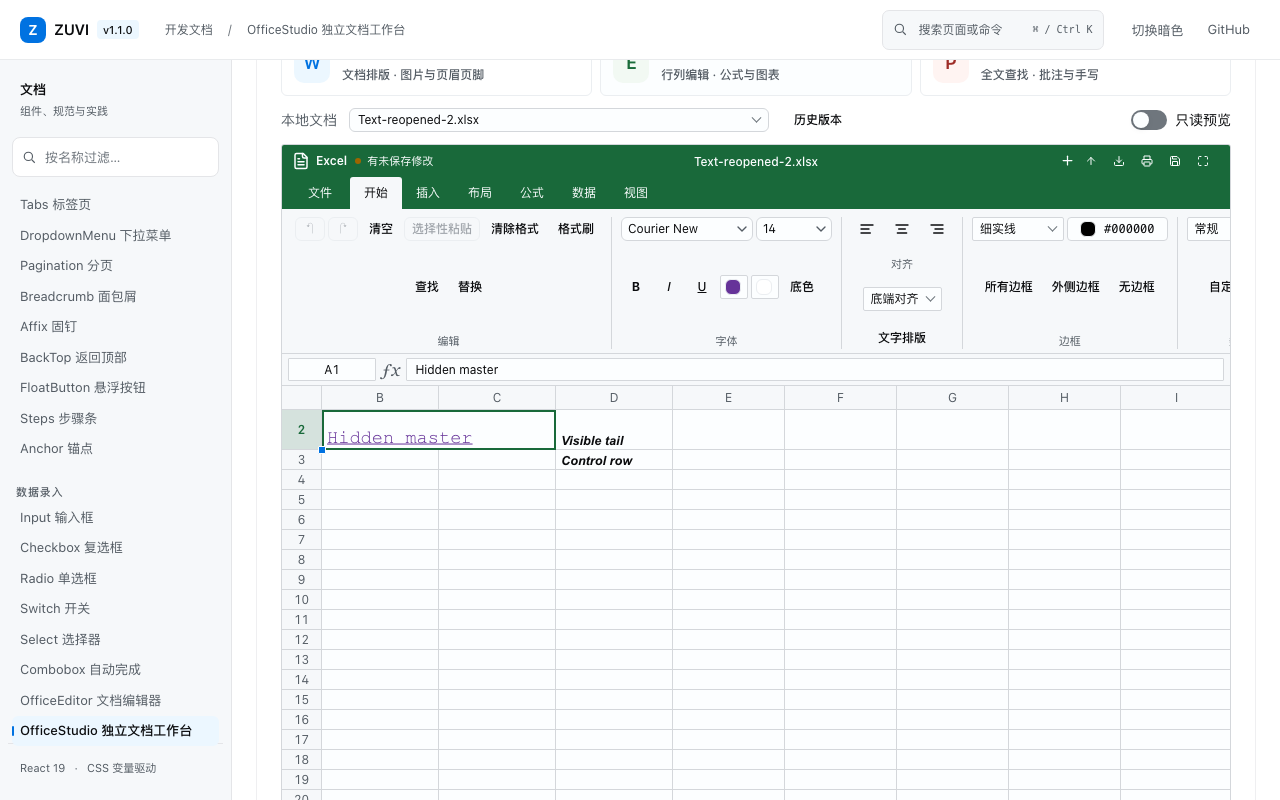 Z ZUVI v1.1.0 开发文档 / OfficeStudio 独立文档工作台 搜索页面或命令 ⌘ / Ctrl K 切换暗色 GitHub
文档
组件、规范与实践
按名称过滤...
Tabs 标签页
DropdownMenu 下拉菜单
Pagination 分页
Breadcrumb 面包屑
Affix 固钉
BackTop 返回顶部
FloatButton 悬浮按钮
Steps 步骤条
Anchor 锚点
数据录入
Input 输入框
Checkbox 复选框
Radio 单选框
Switch 开关
Select 选择器
Combobox 自动完成
OfficeEditor 文档编辑器
OfficeStudio 独立文档工作台
React 19 · CSS 变量驱动
W 文档排版 · 图片与页眉页脚
E 行列编辑 · 公式与图表
P 全文查找 · 批注与手写
本地文档 Text-reopened-2.xlsx 历史版本 只读预览
Excel 有未保存修改 Text-reopened-2.xlsx
文件 开始 插入 布局 公式 数据 视图
清空 选择性粘贴 清除格式 格式刷 Courier New 14 细实线 #000000 常规
对齐
查找 替换 B I U 底色 底端对齐 所有边框 外侧边框 无边框
文字排版
编辑 字体 边框
A1 fx Hidden master
B C D E F G H I
2 Hidden master Visible tail
3 Control row
4
5
6
7
8
9
10
11
12
13
14
15
16
17
18
19
20